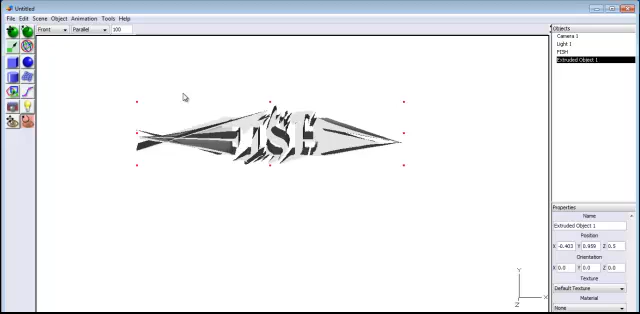 Untitled
File Edit Scene Object Animation Tools Help
Front Parallel 100
Objects
Camera 1
Light 1
FISH
Extruded Object 1
FISH
Properties
Name
Extruded Object 1
Position
X -0.403 Y 0.959 Z 0.5
Orientation
X 0.0 Y 0.0 Z 0.0
Texture
Default Texture
Material
None
Y
X
Z